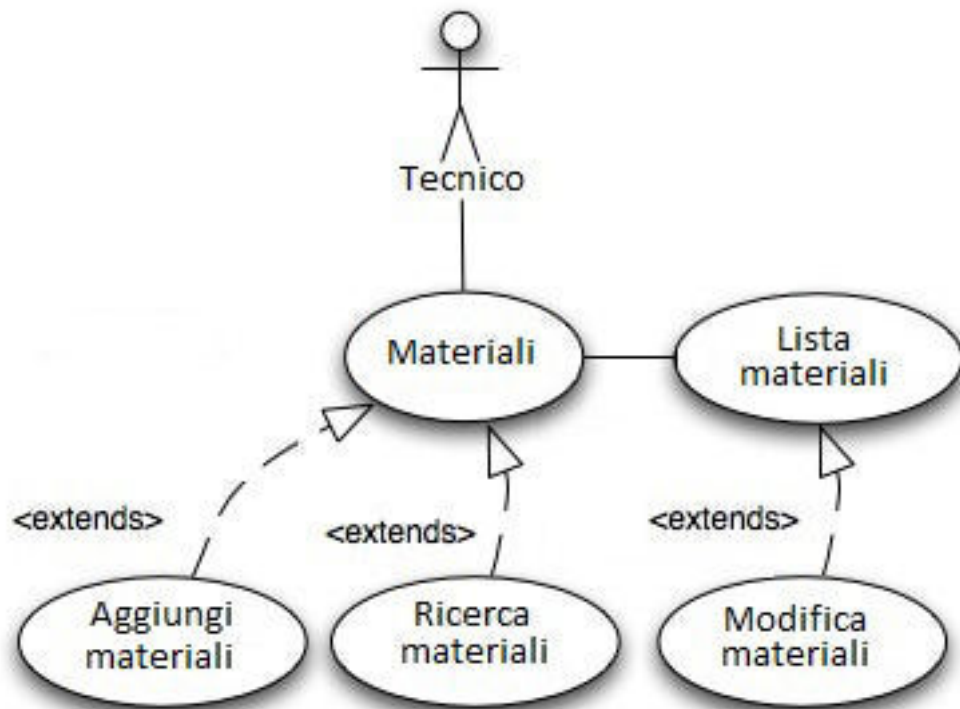 Tecnico
Materiali
Lista
materiali
<extends>
<extends>
<extends>
Aggiungi
materiali
Ricerca
materiali
Modifica
materiali